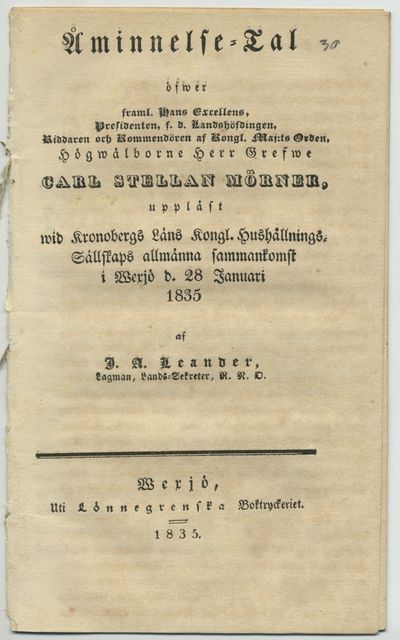 Åminnelse-Tal 30
öfwer
framl. Hans Excellens,
Presidenten, f. d. Landshöfdingen,
Riddaren och Kommendören af Kongl. Maj:ts Orden,
Högwälborne Herr Grefwe
CARL STELLAN MÖRNER,
uppläst
wid Kronobergs Läns Kongl. Hushållnings-
Sällskaps allmänna sammankomst
i Wexjö d. 28 Januari
1835
af
J. A. Leander,
Lagman, Lands-Sekreter, R. N. O.
Wexjö,
Uti Lönnegrenska Boktryckeriet.
1835.